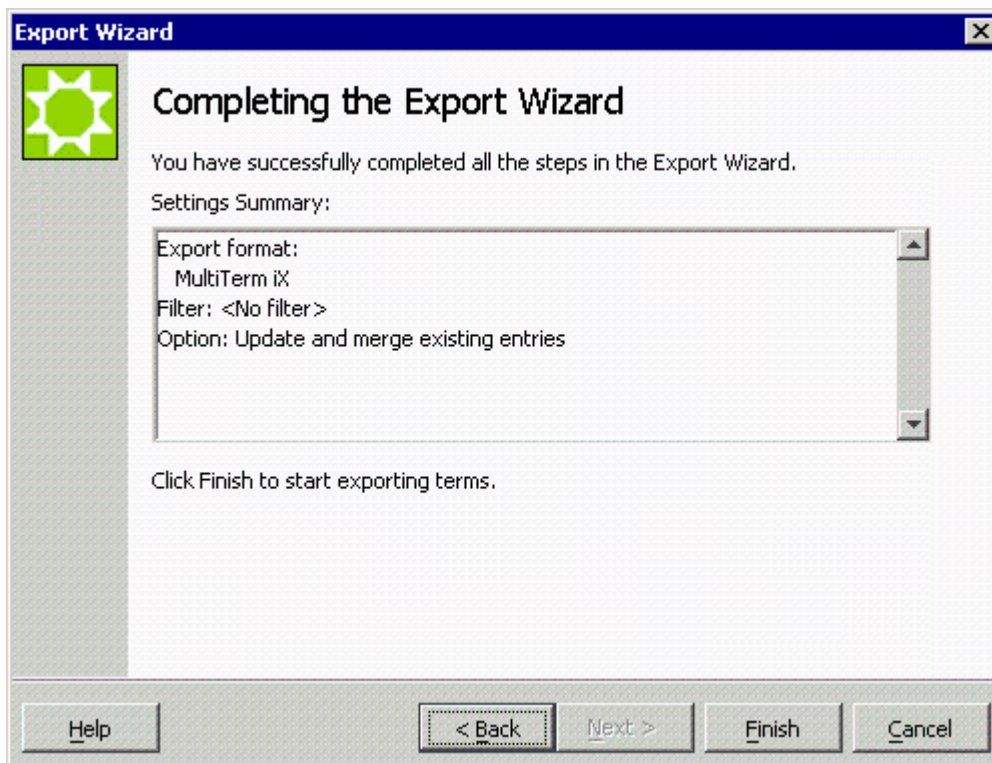 Export Wizard
Completing the Export Wizard
You have successfully completed all the steps in the Export Wizard.
Settings Summary:
Export format:
MultiTerm iX
Filter: <No filter>
Option: Update and merge existing entries
Click Finish to start exporting terms.
Help
< Back
Next >
Finish
Cancel